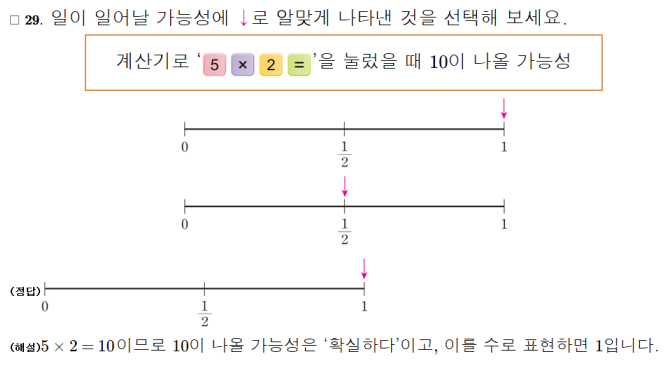 □ 29. 일이 일어날 가능성에 ↓로 알맞게 나타낸 것을 선택해 보세요.
계산기로 ‘5 × 2 =’을 눌렀을 때 10이 나올 가능성
0 1/2 1
0 1/2 1
(정답)
0 1/2 1
(해설)5 × 2 = 10이므로 10이 나올 가능성은 ‘확실하다’이고, 이를 수로 표현하면 1입니다.